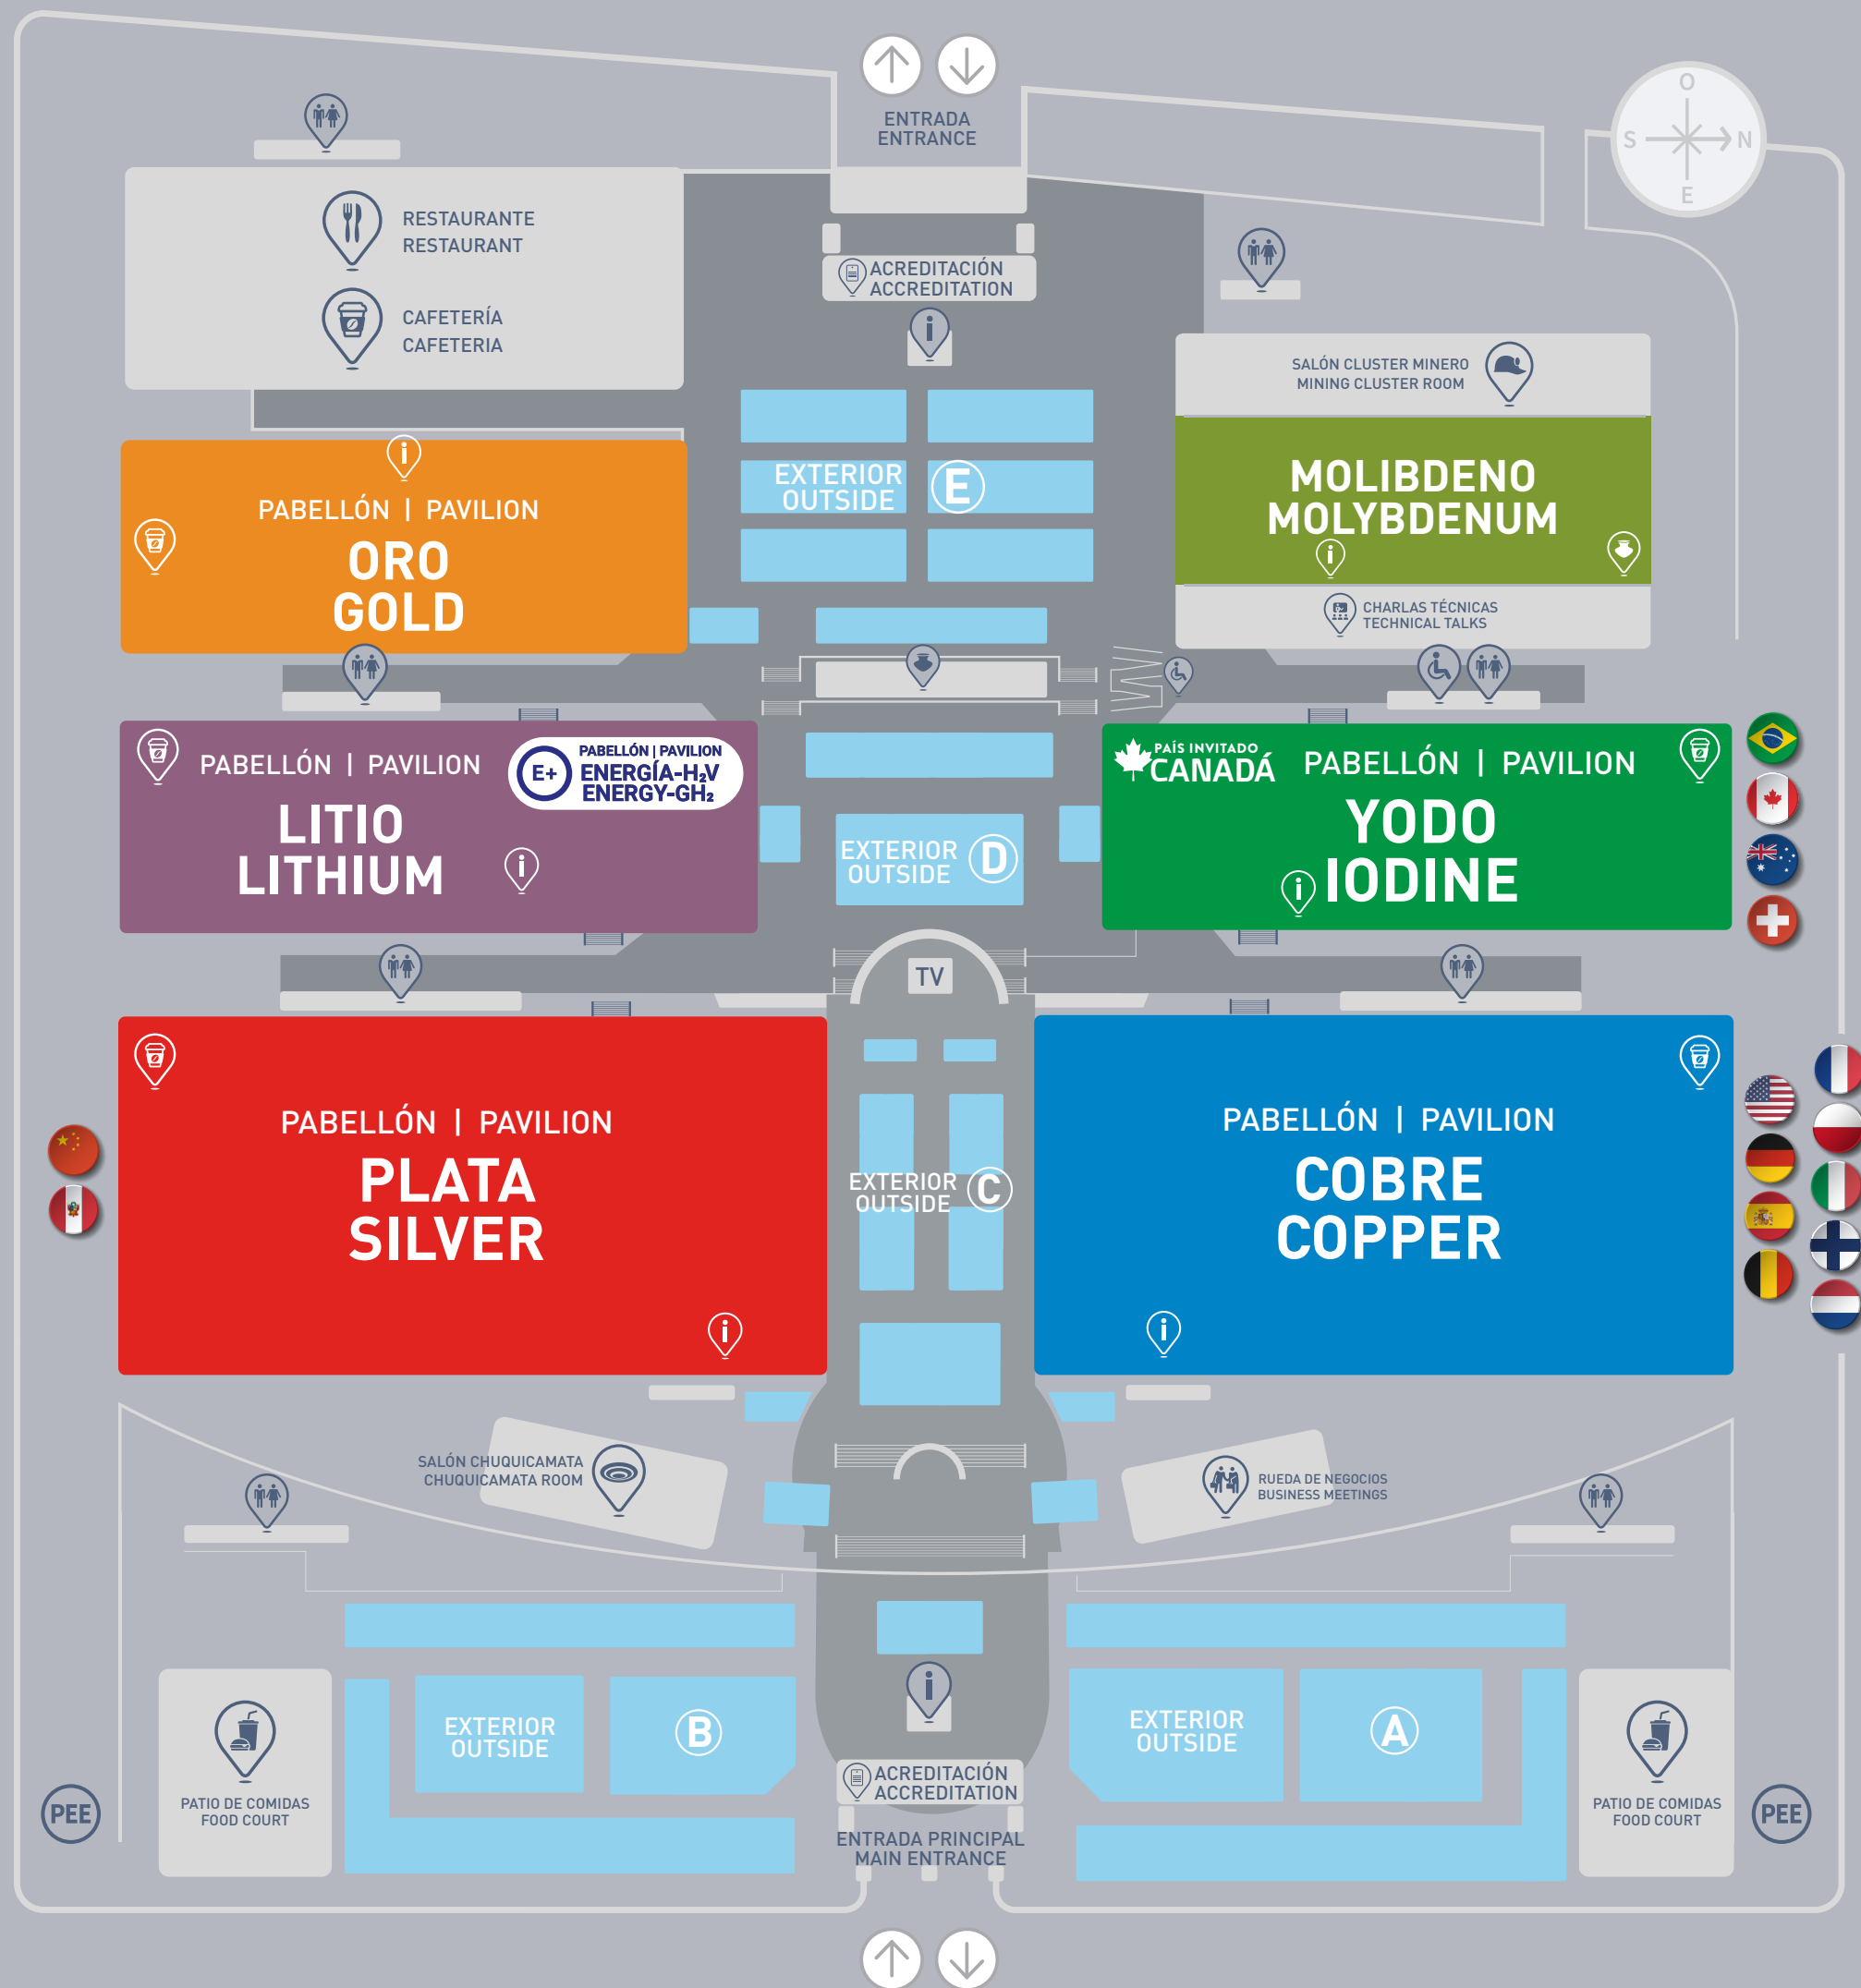 ENTRADA
ENTRANCE
O
S
N
E
RESTAURANTE
RESTAURANT
CAFETERÍA
CAFETERIA
ACREDITACIÓN
ACCREDITATION
i
SALÓN CLUSTER MINERO
MINING CLUSTER ROOM
EXTERIOR
OUTSIDE
E
MOLIBDENO
MOLYBDENUM
i
CHARLAS TÉCNICAS
TECHNICAL TALKS
i
PABELLÓN | PAVILION
ORO
GOLD
PABELLÓN | PAVILION
LITIO
LITHIUM
i
E+
PABELLÓN | PAVILION
ENERGÍA-H₂V
ENERGY-GH₂
EXTERIOR
OUTSIDE
D
PAÍS INVITADO
CANADÁ
PABELLÓN | PAVILION
YODO
IODINE
i
TV
PABELLÓN | PAVILION
PLATA
SILVER
i
EXTERIOR
OUTSIDE
C
PABELLÓN | PAVILION
COBRE
COPPER
i
SALÓN CHUQUICAMATA
CHUQUICAMATA ROOM
RUEDA DE NEGOCIOS
BUSINESS MEETINGS
i
EXTERIOR
OUTSIDE
B
EXTERIOR
OUTSIDE
A
PATIO DE COMIDAS
FOOD COURT
PEE
ACREDITACIÓN
ACCREDITATION
ENTRADA PRINCIPAL
MAIN ENTRANCE
PATIO DE COMIDAS
FOOD COURT
PEE